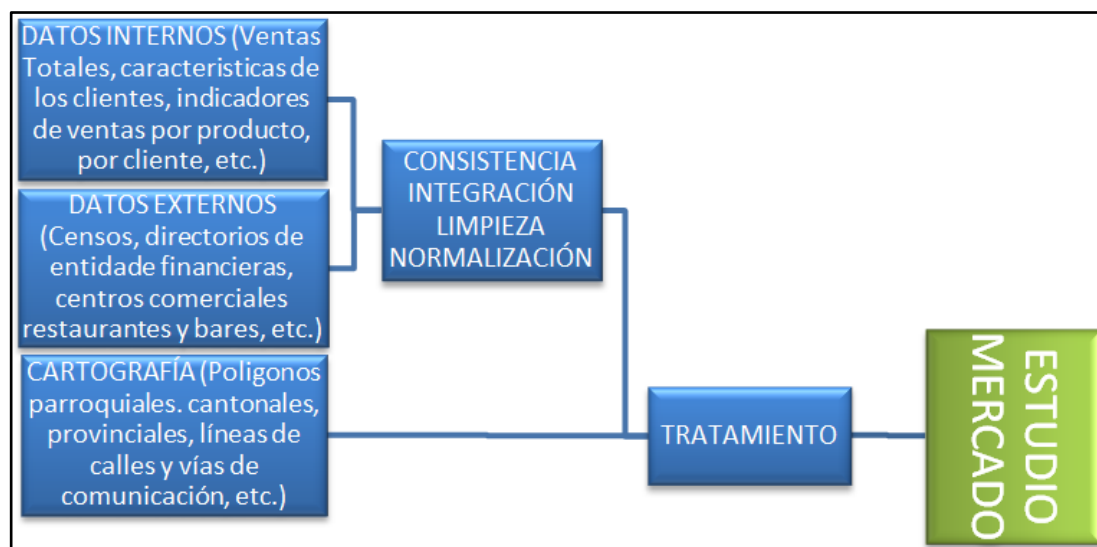 DATOS INTERNOS (Ventas
Totales, caracteristicas de
los clientes, indicadores
de ventas por producto,
por cliente, etc.)
DATOS EXTERNOS
(Censos, directorios de
entidade financieras,
centros comerciales
restaurantes y bares, etc.)
CARTOGRAFÍA (Poligonos
parroquiales. cantonales,
provinciales, líneas de
calles y vías de
comunicación, etc.)
CONSISTENCIA
INTEGRACIÓN
LIMPIEZA
NORMALIZACIÓN
TRATAMIENTO
ESTUDIO
MERCADO